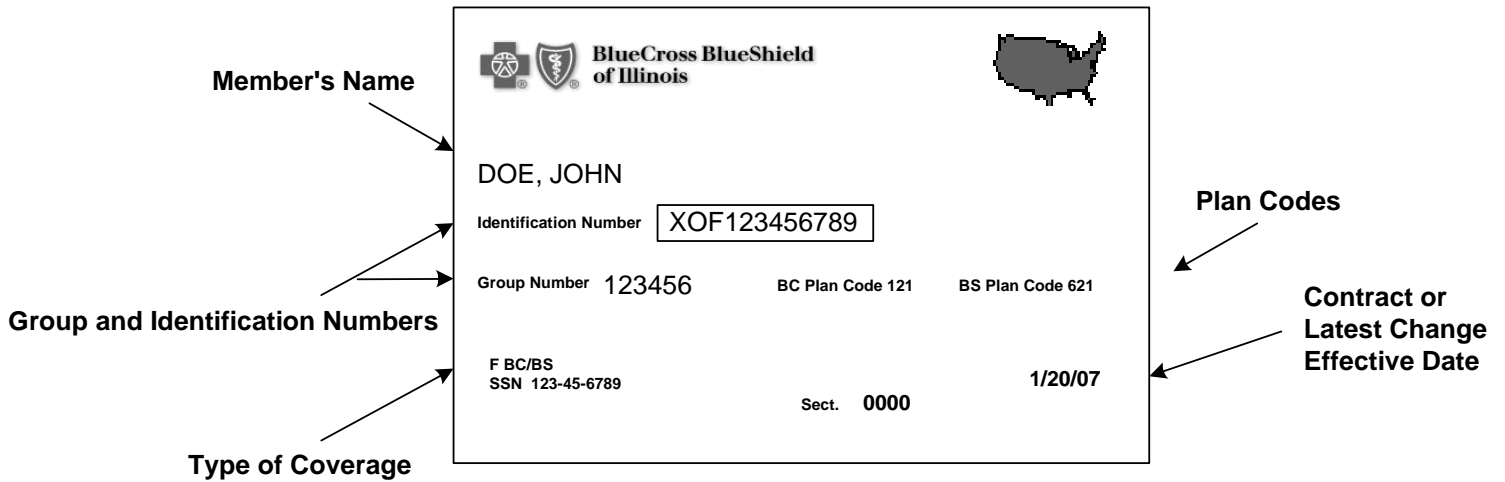 BlueCross BlueShield
of Illinois
Member's Name
DOE, JOHN
Identification Number XOF123456789
Plan Codes
Group Number 123456 BC Plan Code 121 BS Plan Code 621
Group and Identification Numbers
Contract or
Latest Change
Effective Date
F BC/BS
SSN 123-45-6789
1/20/07
Sect. 0000
Type of Coverage